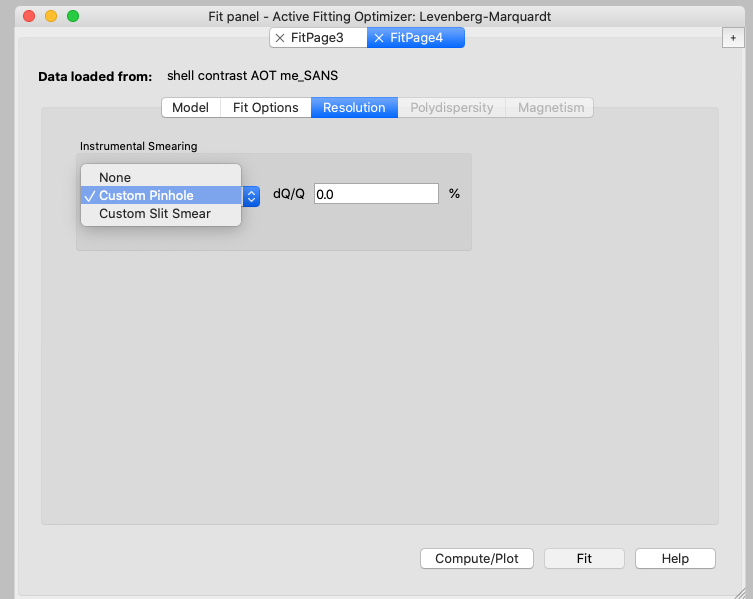 Fit panel - Active Fitting Optimizer: Levenberg-Marquardt
FitPage3 FitPage4 +
Data loaded from: shell contrast AOT me_SANS
Model Fit Options Resolution Polydispersity Magnetism
Instrumental Smearing
None
✓ Custom Pinhole dQ/Q 0.0 %
Custom Slit Smear
Compute/Plot Fit Help